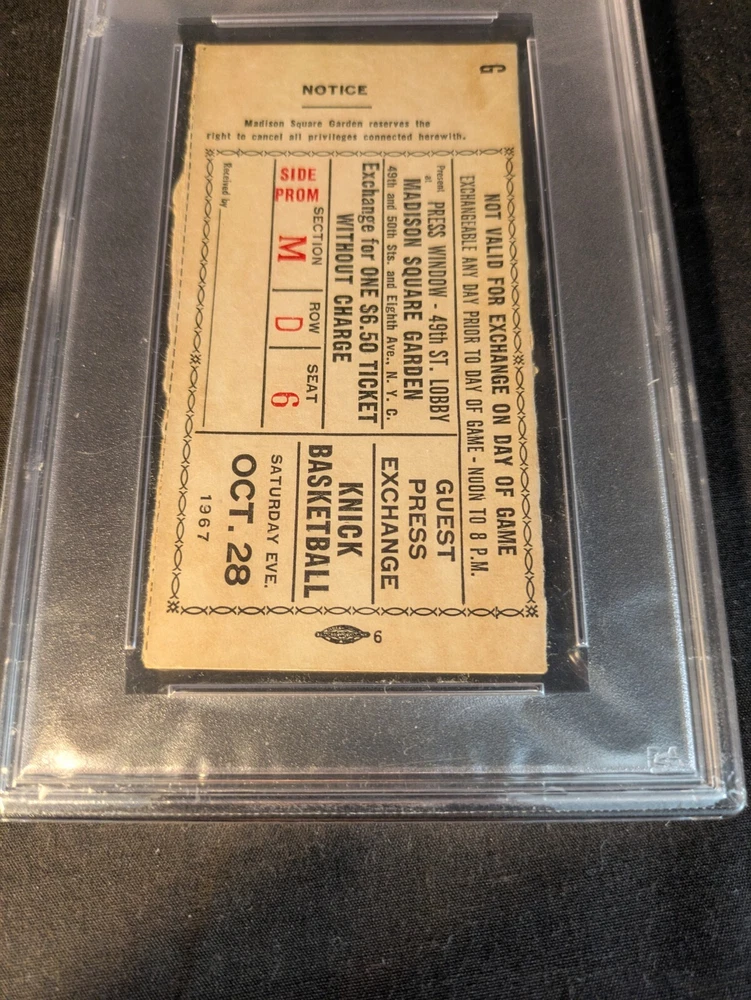 NOTICE
Madison Square Garden reserves the
right to cancel all privileges connected herewith.
NOT VALID FOR EXCHANGE ON DAY OF GAME
EXCHANGEABLE ANY DAY PRIOR TO DAY OF GAME - NOON TO 8 P.M.
Present at PRESS WINDOW - 49th ST. LOBBY
MADISON SQUARE GARDEN
49th and 50th Sts. and Eighth Ave., N. Y. C.
Exchange for ONE $6.50 TICKET
WITHOUT CHARGE
SIDE PROM
SECTION ROW SEAT
M D 6
Received by
GUEST
PRESS
EXCHANGE
KNICK
BASKETBALL
SATURDAY EVE.
OCT. 28
1967
6